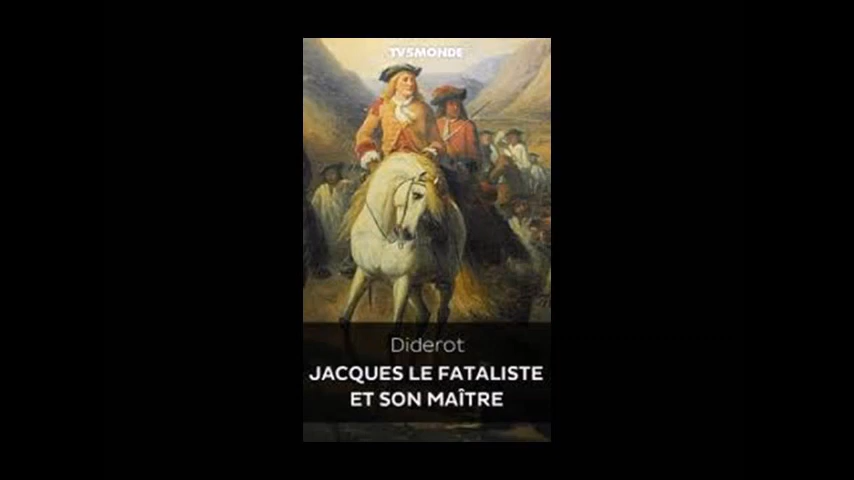 TV5MONDE
Diderot
JACQUES LE FATALISTE
ET SON MAÎTRE